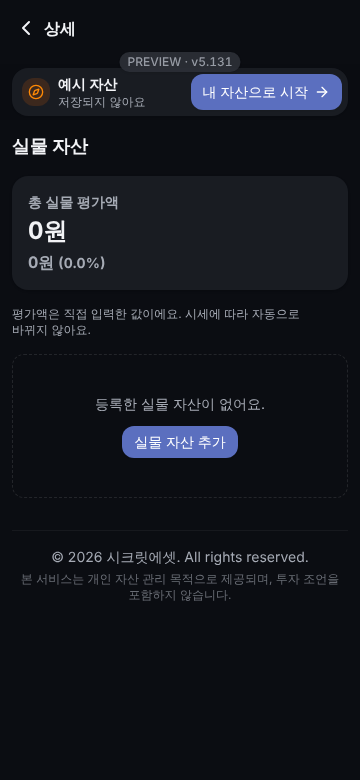 상세
PREVIEW · v5.131
예시 자산
저장되지 않아요
내 자산으로 시작 →
실물 자산
총 실물 평가액
0원
0원 (0.0%)
평가액은 직접 입력한 값이에요. 시세에 따라 자동으로
바뀌지 않아요.
등록한 실물 자산이 없어요.
실물 자산 추가
© 2026 시크릿에셋. All rights reserved.
본 서비스는 개인 자산 관리 목적으로 제공되며, 투자 조언을
포함하지 않습니다.